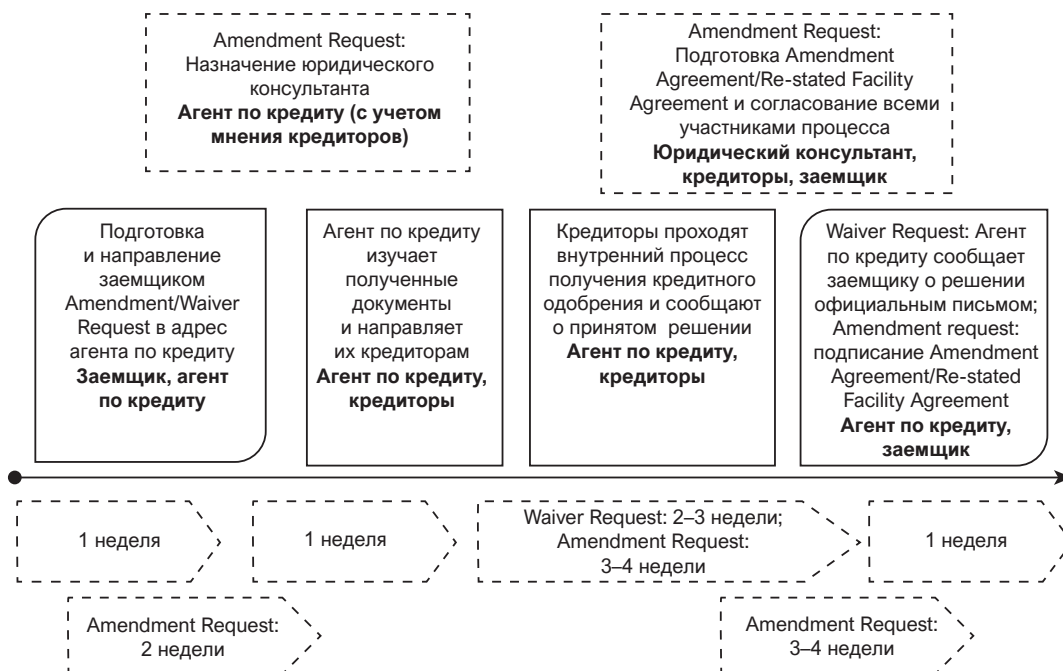 Amendment Request:
Назначение юридического
консультанта
Агент по кредиту (с учетом
мнения кредиторов)
Amendment Request:
Подготовка Amendment
Agreement/Re-stated Facility
Agreement и согласование всеми
участниками процесса
Юридический консультант,
кредиторы, заемщик
Подготовка
и направление
заемщиком
Amendment/Waiver
Request в адрес
агента по кредиту
Заемщик, агент
по кредиту
Агент по кредиту
изучает
полученные
документы
и направляет
их кредиторам
Агент по кредиту,
кредиторы
Кредиторы проходят
внутренний процесс
получения кредитного
одобрения и сообщают
о принятом решении
Агент по кредиту,
кредиторы
Waiver Request: Агент
по кредиту сообщает
заемщику о решении
официальным письмом;
Amendment request:
подписание Amendment
Agreement/Re-stated
Facility Agreement
Агент по кредиту,
заемщик
1 неделя
1 неделя
Waiver Request: 2–3 недели;
Amendment Request:
3–4 недели
1 неделя
Amendment Request:
2 недели
Amendment Request:
3–4 недели